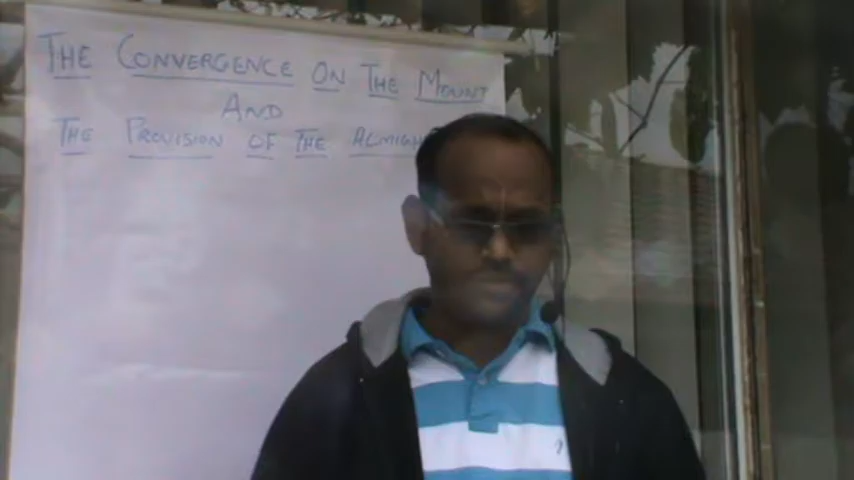 THE CONVERGENCE ON THE MOUNT
AND
THE PROVISION OF THE